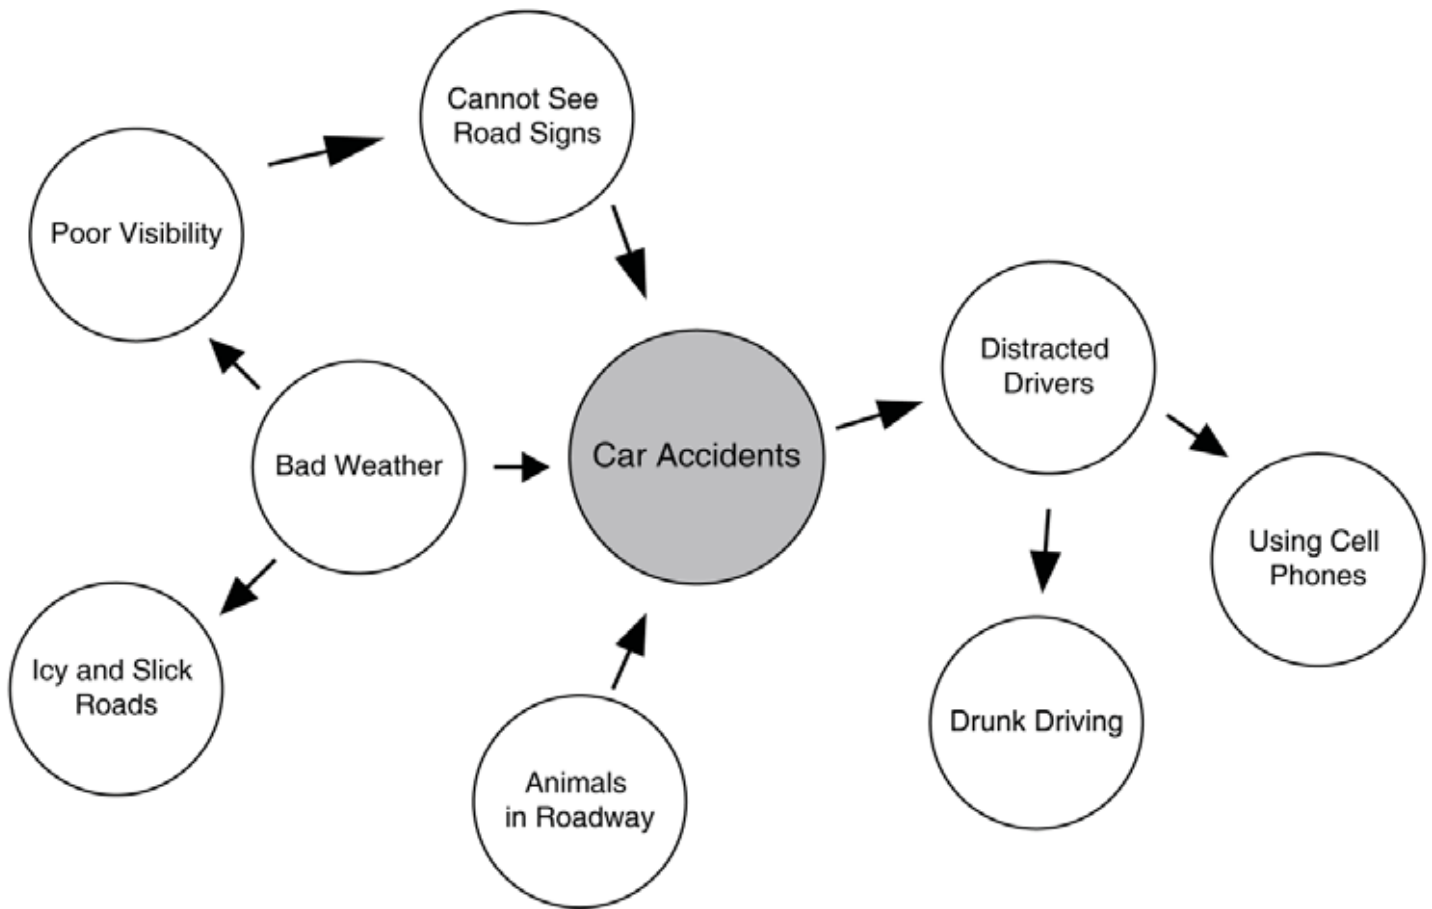 Cannot See
Road Signs
Poor Visibility
Distracted
Drivers
Car Accidents
Bad Weather
Using Cell
Phones
Icy and Slick
Roads
Drunk Driving
Animals
in Roadway